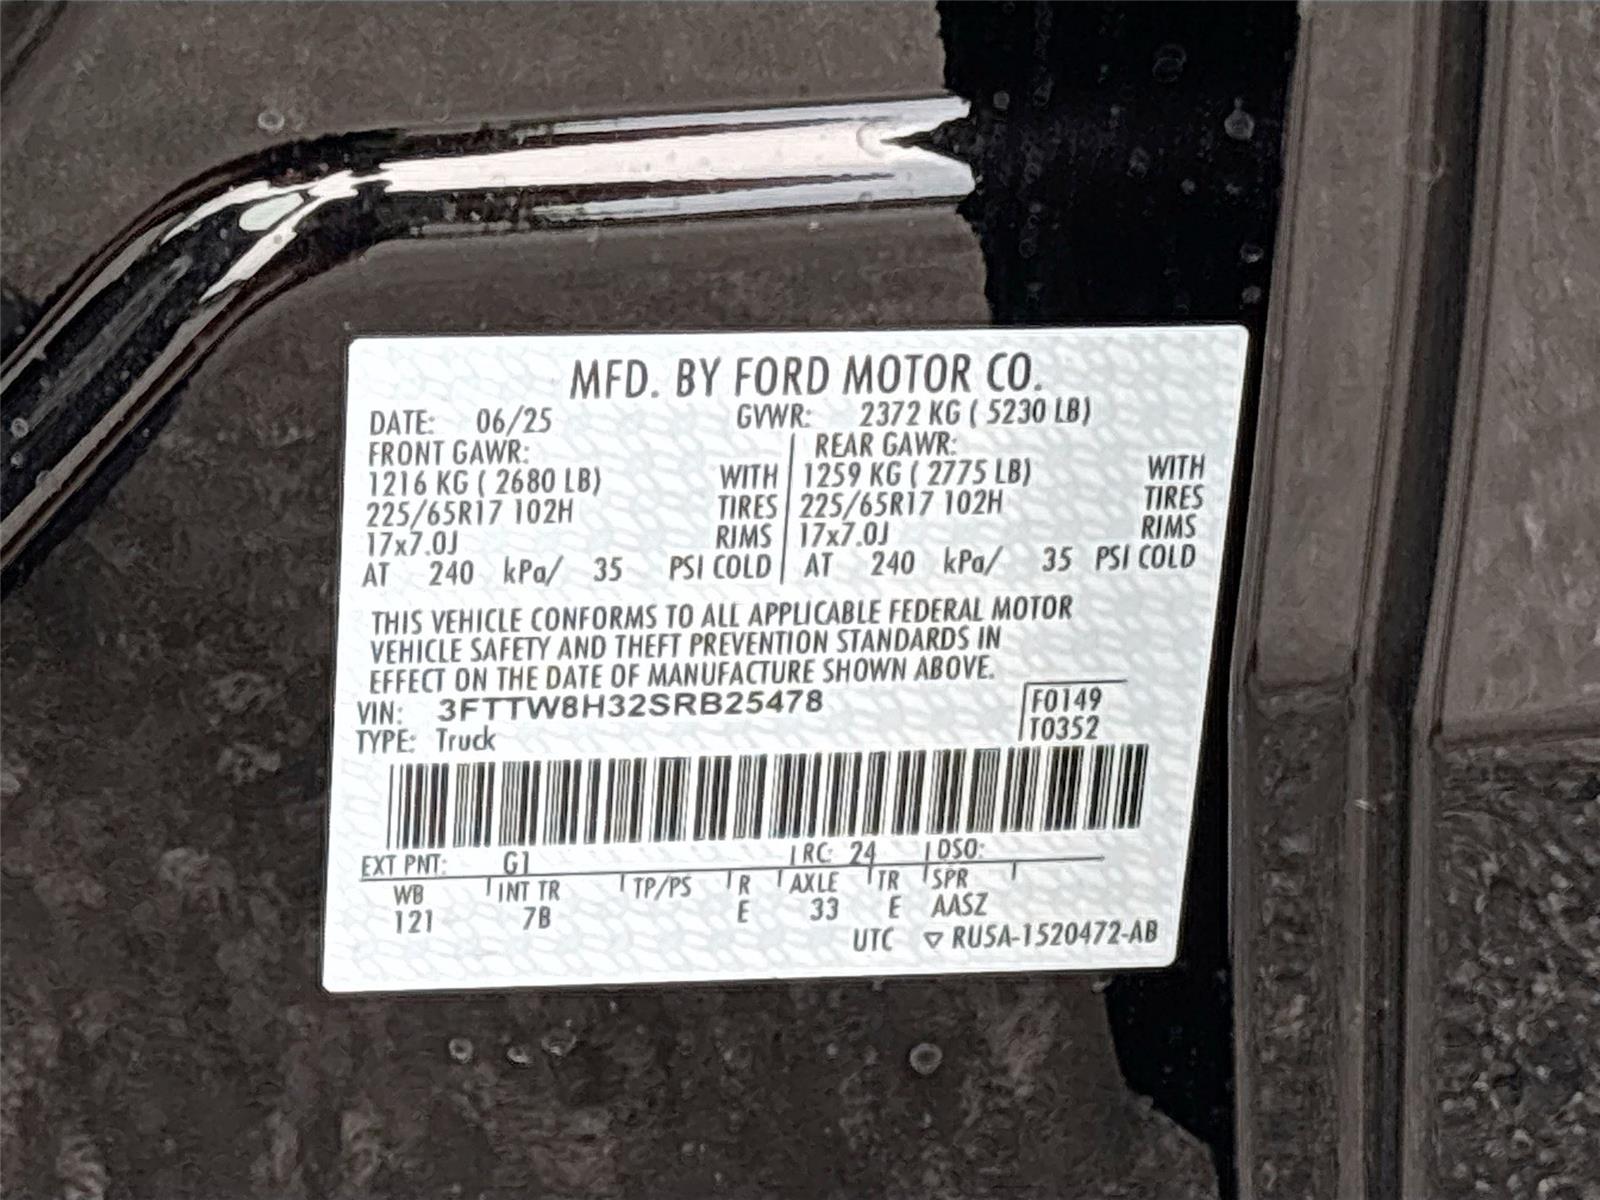 MFD. BY FORD MOTOR CO.
DATE: 06/25 GVWR: 2372 KG ( 5230 LB)
FRONT GAWR: REAR GAWR:
1216 KG ( 2680 LB) WITH 1259 KG ( 2775 LB) WITH
225/65R17 102H TIRES 225/65R17 102H TIRES
17x7.0J RIMS 17x7.0J RIMS
AT 240 kPa/ 35 PSI COLD AT 240 kPa/ 35 PSI COLD
THIS VEHICLE CONFORMS TO ALL APPLICABLE FEDERAL MOTOR
VEHICLE SAFETY AND THEFT PREVENTION STANDARDS IN
EFFECT ON THE DATE OF MANUFACTURE SHOWN ABOVE.
VIN: 3FTTW8H32SRB25478 F0149
TYPE: Truck T0352
EXT PNT: G1 RC: 24 DSO:
WB INT TR TP/PS R AXLE TR SPR
121 7B E 33 E AASZ
UTC ▽ RU5A-1520472-AB